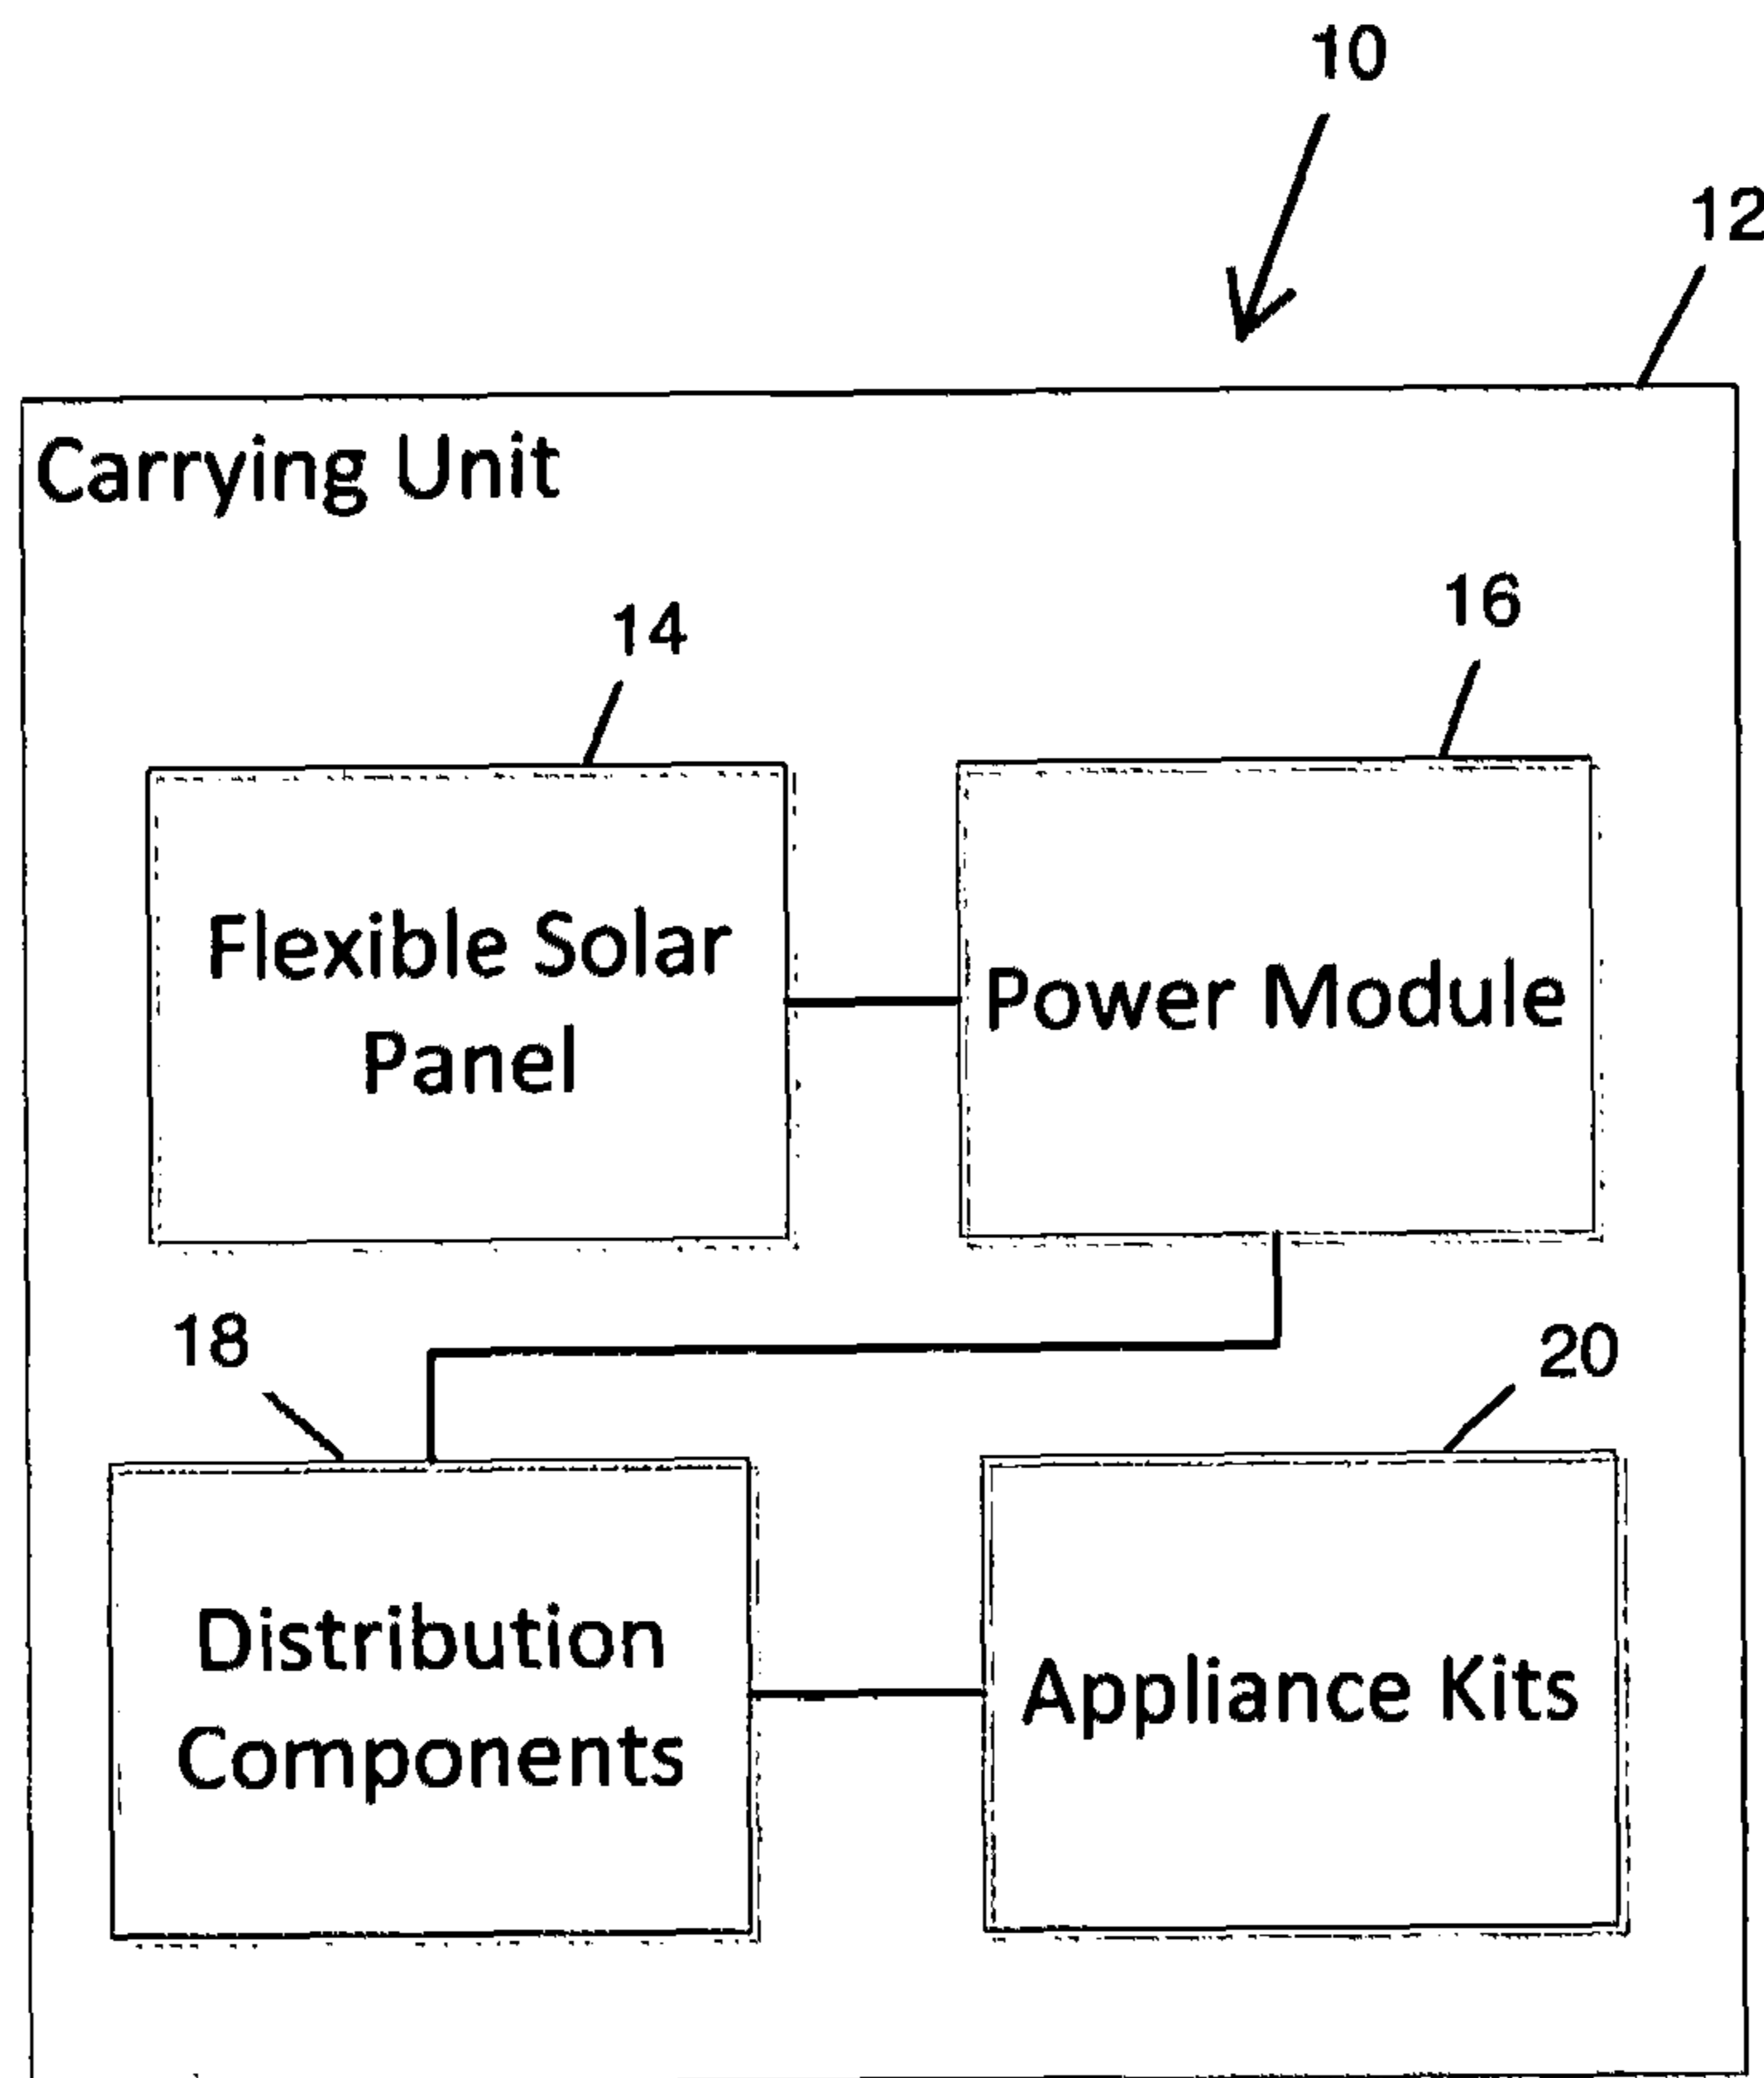 10
12
Carrying Unit
14
16
Flexible Solar
Panel
Power Module
18
20
Distribution
Components
Appliance Kits